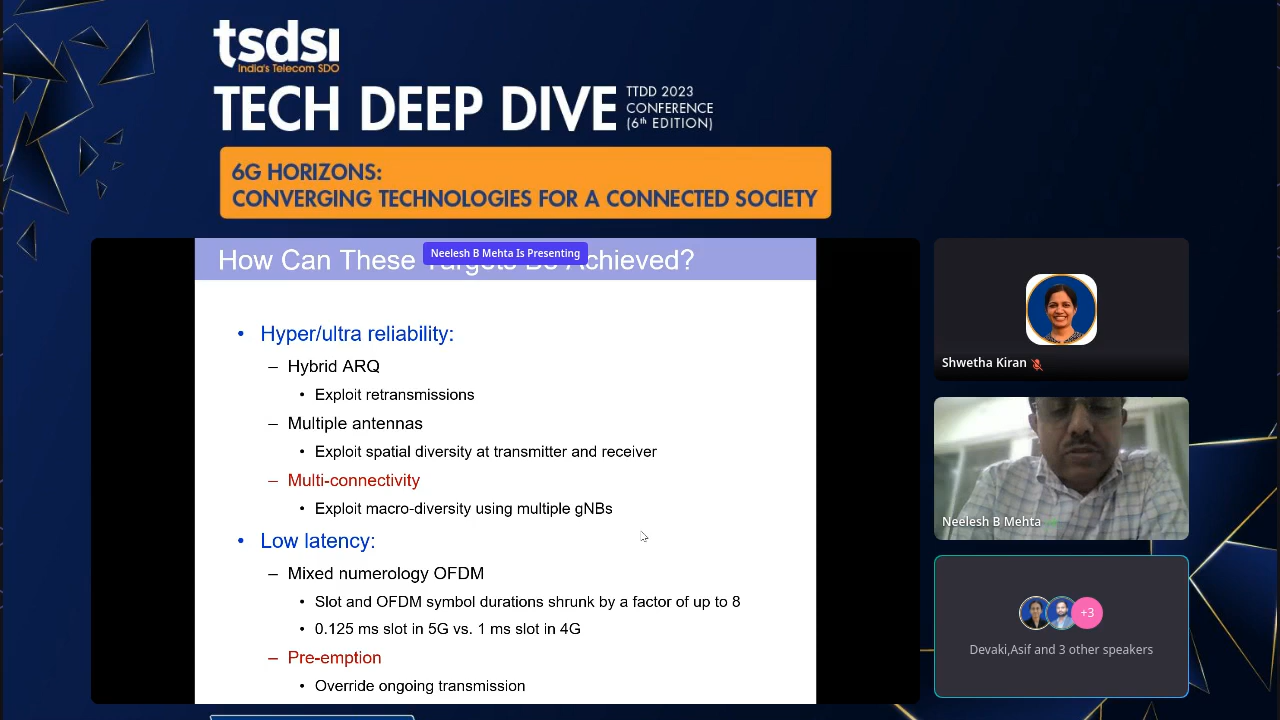 tsdsi
India's Telecom SDO
TECH DEEP DIVE
TTDD 2023
CONFERENCE
(6th EDITION)
6G HORIZONS:
CONVERGING TECHNOLOGIES FOR A CONNECTED SOCIETY
Neelesh B Mehta Is Presenting
How Can These Targets Be Achieved?
• Hyper/ultra reliability:
– Hybrid ARQ
• Exploit retransmissions
– Multiple antennas
• Exploit spatial diversity at transmitter and receiver
– Multi-connectivity
• Exploit macro-diversity using multiple gNBs
• Low latency:
– Mixed numerology OFDM
• Slot and OFDM symbol durations shrunk by a factor of up to 8
• 0.125 ms slot in 5G vs. 1 ms slot in 4G
– Pre-emption
• Override ongoing transmission
Shwetha Kiran
Neelesh B Mehta
+3
Devaki,Asif and 3 other speakers